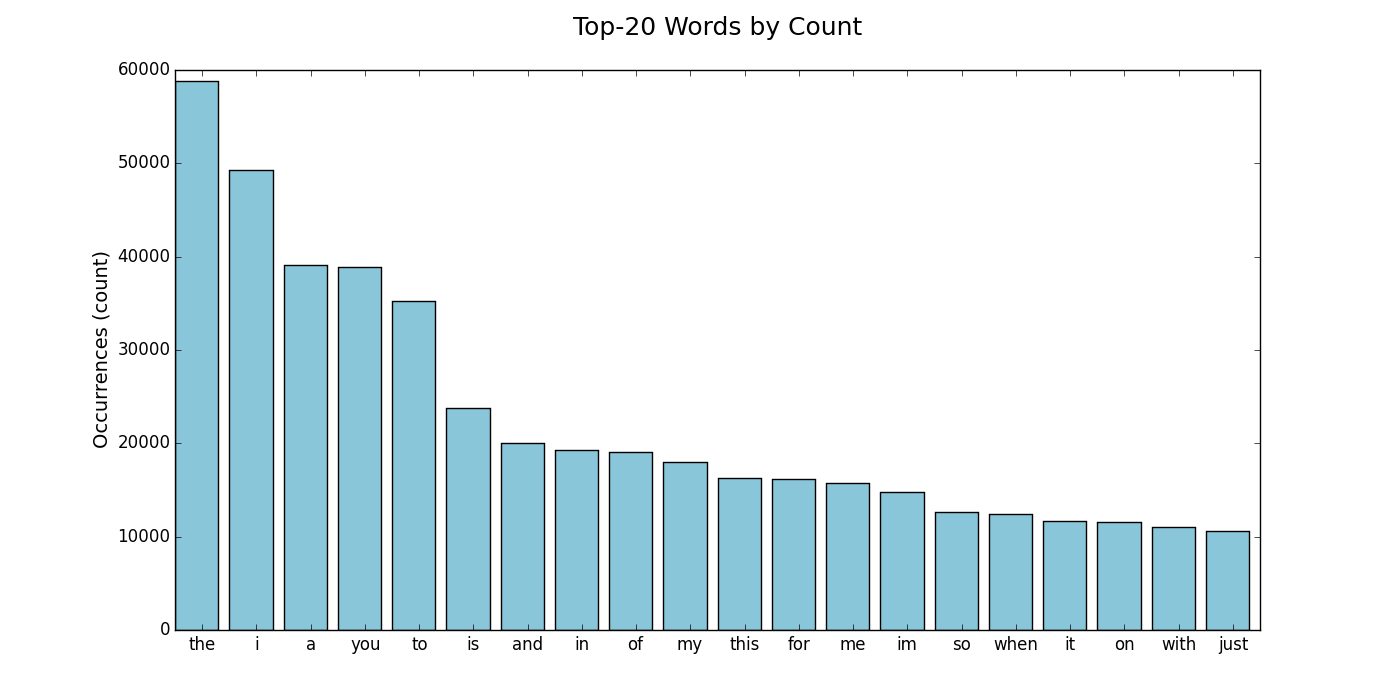 Top-20 Words by Count
60000
50000
40000
30000
20000
10000
0
Occurrences (count)
the i a you to is and in of my this for me im so when it on with just